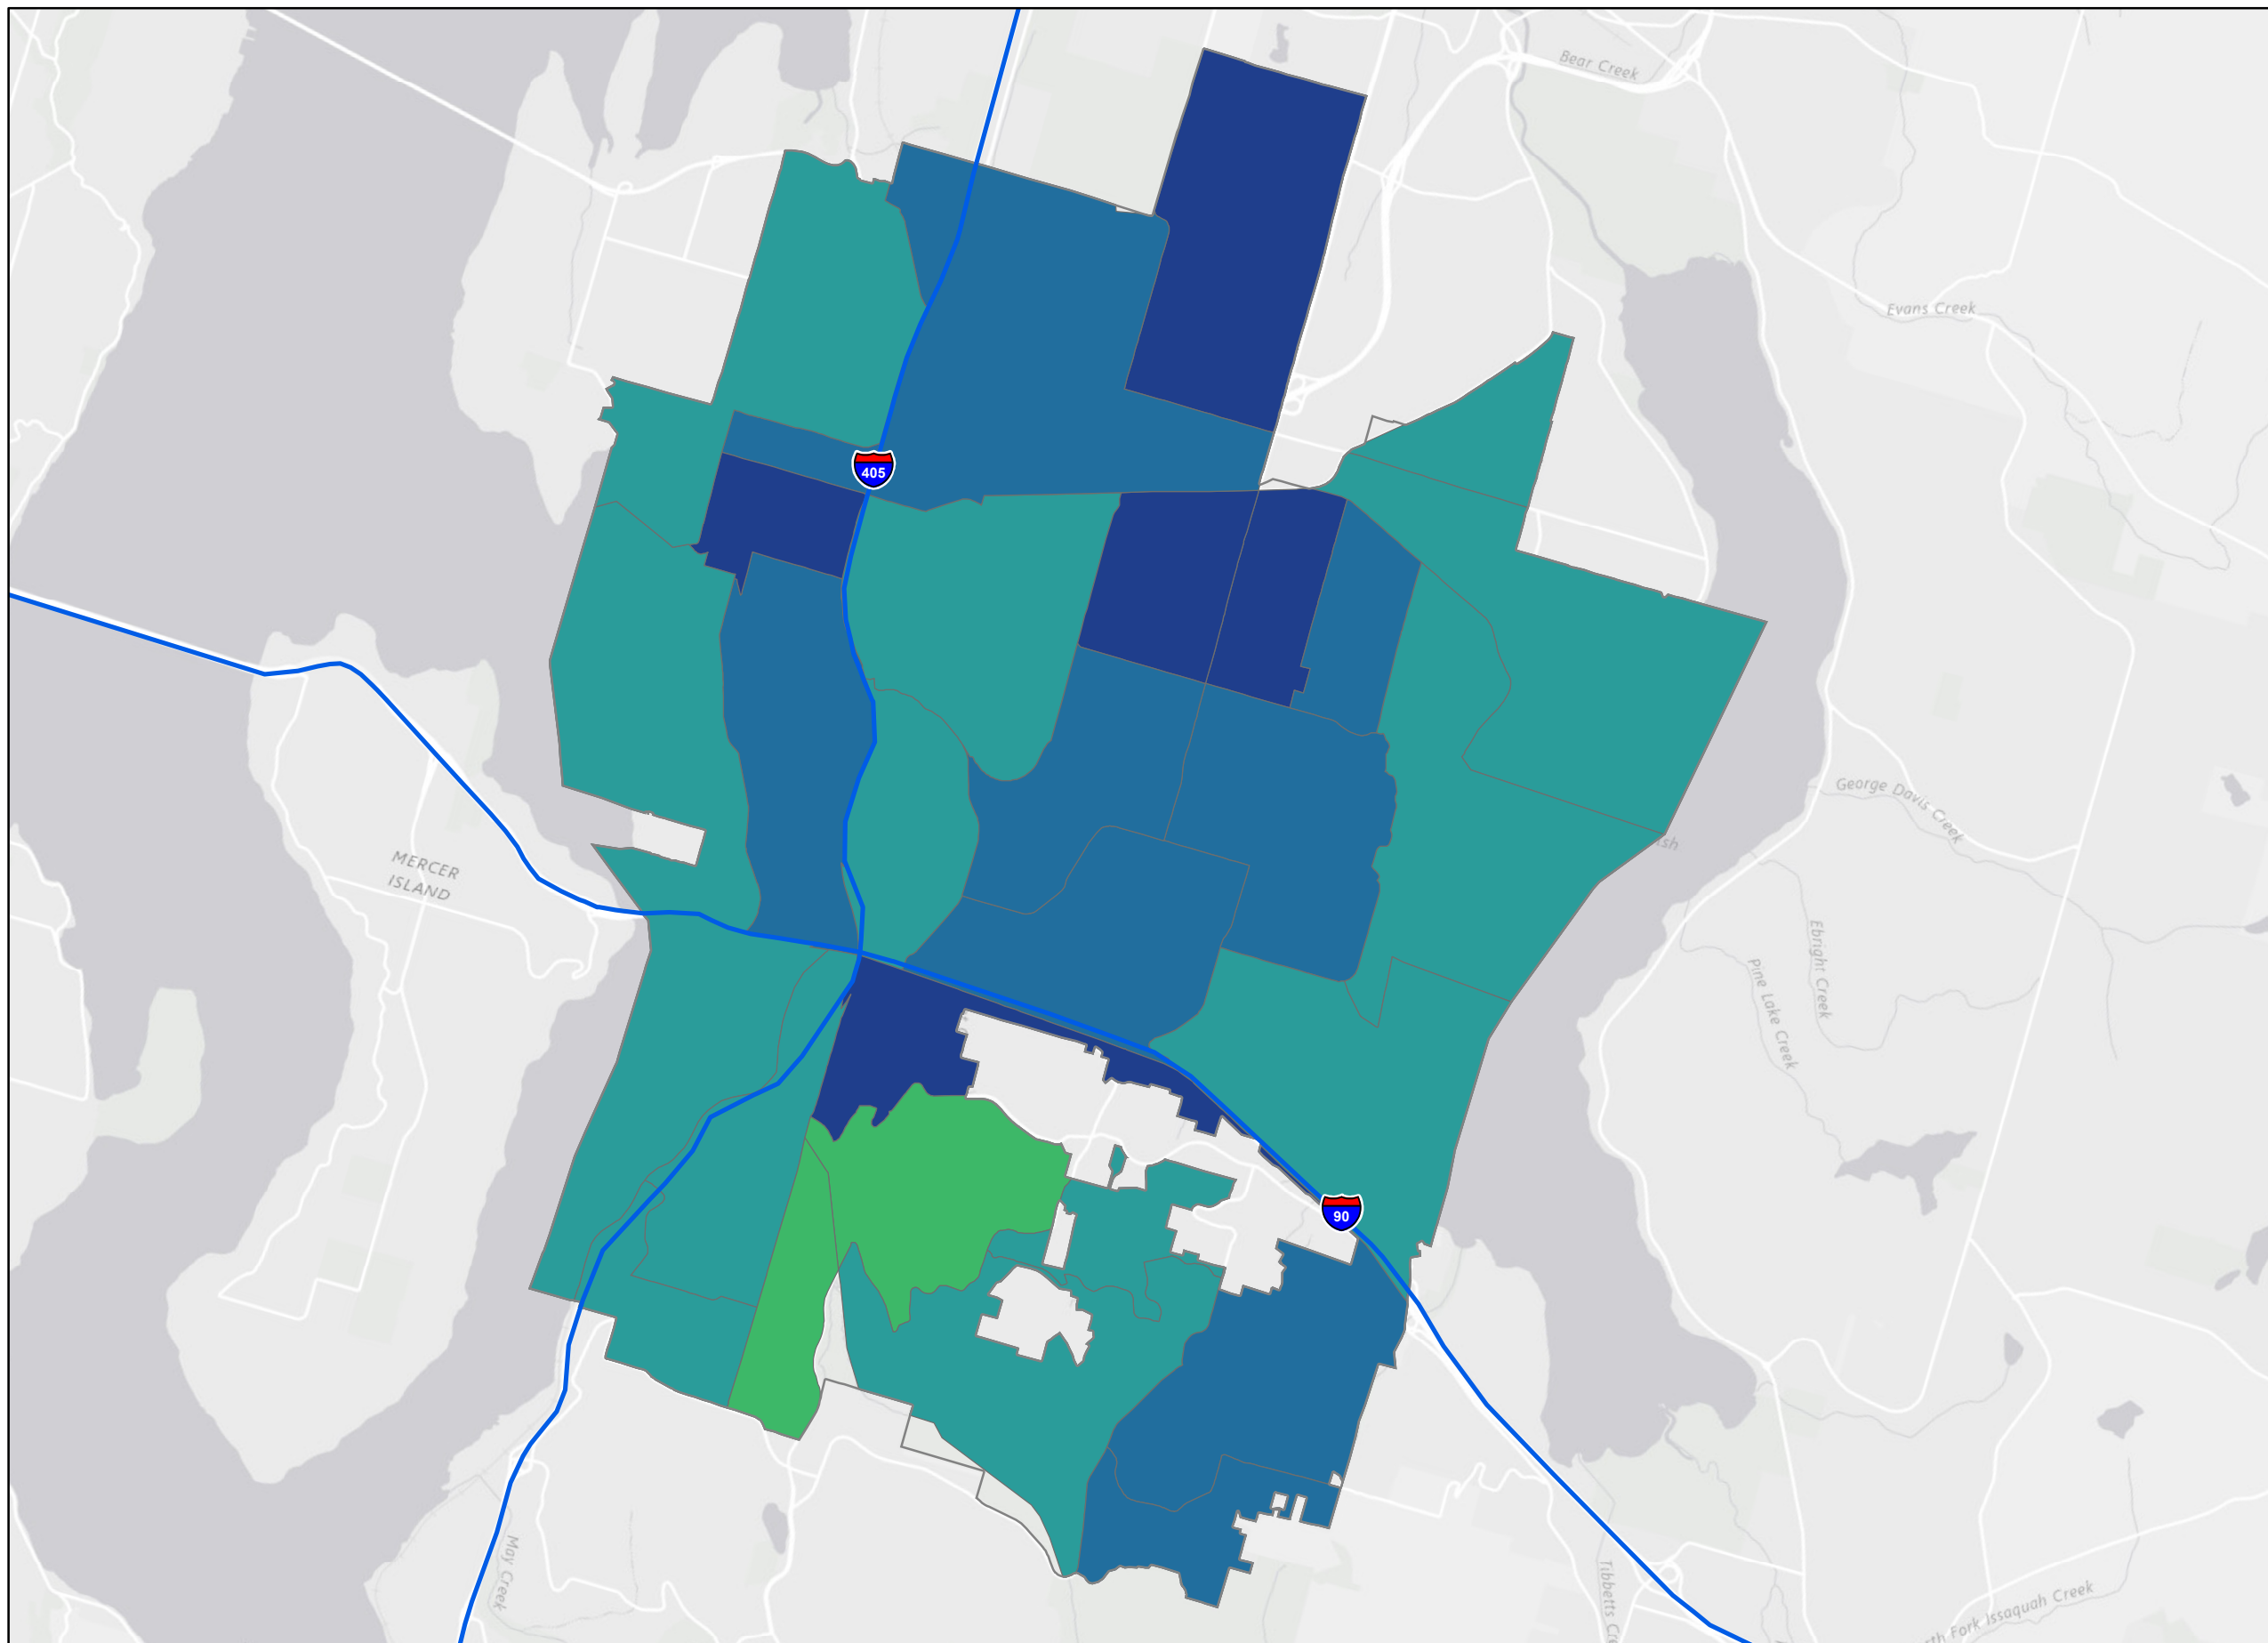 Bear Creek
Evans Creek
405
George Davis Creek
MERCER
ISLAND
Ebright Creek
Pine Lake Creek
90
May Creek
Tibbetts
Fork Issaquah Creek